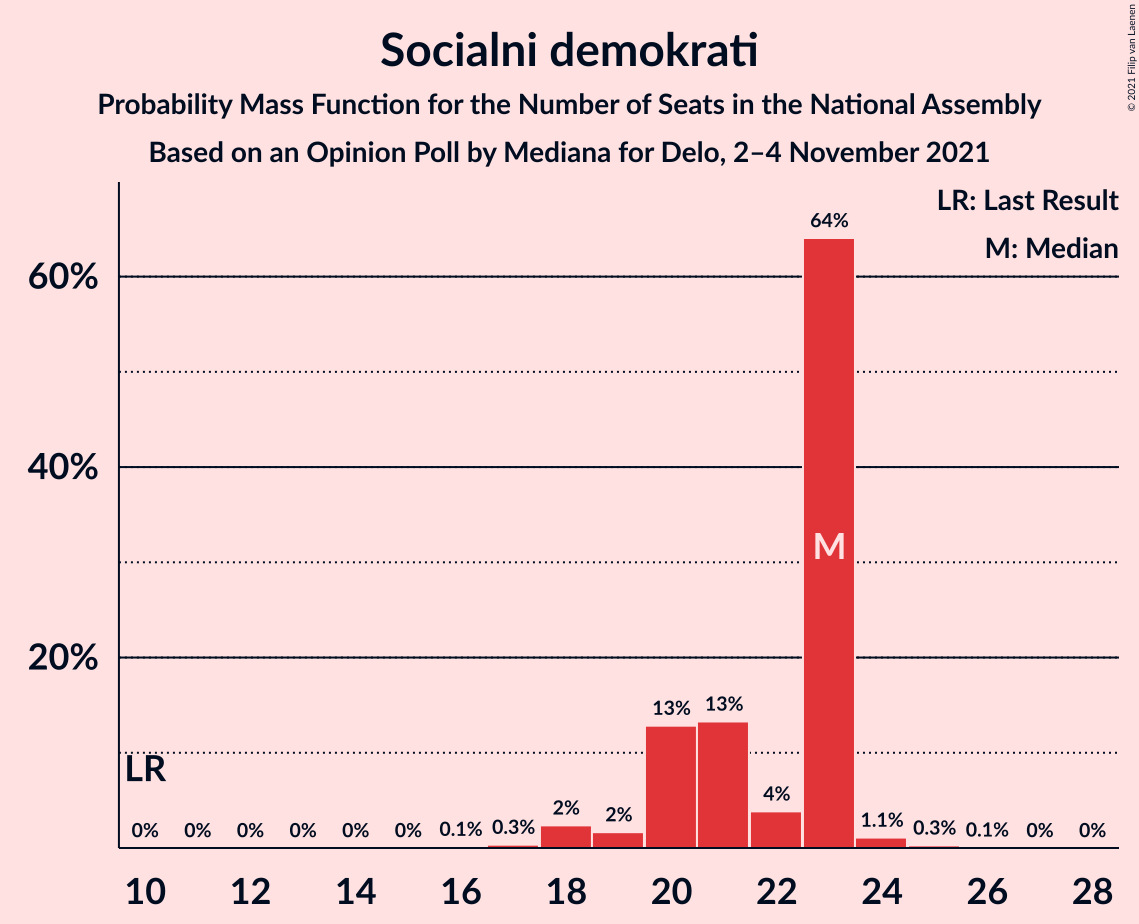 Socialni demokrati
Probability Mass Function for the Number of Seats in the National Assembly
Based on an Opinion Poll by Mediana for Delo, 2–4 November 2021
© 2021 Filip van Laenen
LR: Last Result
M: Median
60%
40%
20%
LR
0%
0%
0%
0%
0%
0%
0.1%
0.3%
2%
2%
13%
13%
4%
64%
M
1.1%
0.3%
0.1%
0%
0%
10 12 14 16 18 20 22 24 26 28